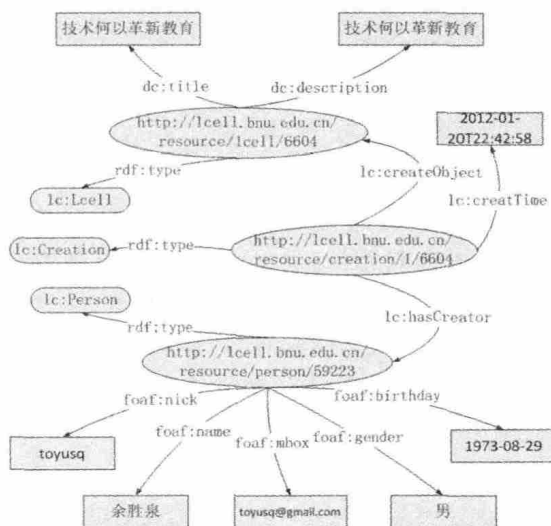 技术何以革新教育
技术何以革新教育
dc:title
dc:description
http://lcell.bnu.edu.cn/
resource/lcell/6604
2012-01-
20T22:42:58
rdf:type
lc:createObject
lc:Lcell
lc:creatTime
lc:Creation
rdf:type
http://lcell.bnu.edu.cn/
resource/creation/1/6604
lc:Person
rdf:type
lc:hasCreator
http://lcell.bnu.edu.cn/
resource/person/59223
foaf:nick
foaf:birthday
foaf:name
foaf:mbox
foaf:gender
toyusq
1973-08-29
余胜泉
toyusq@gmail.com
男